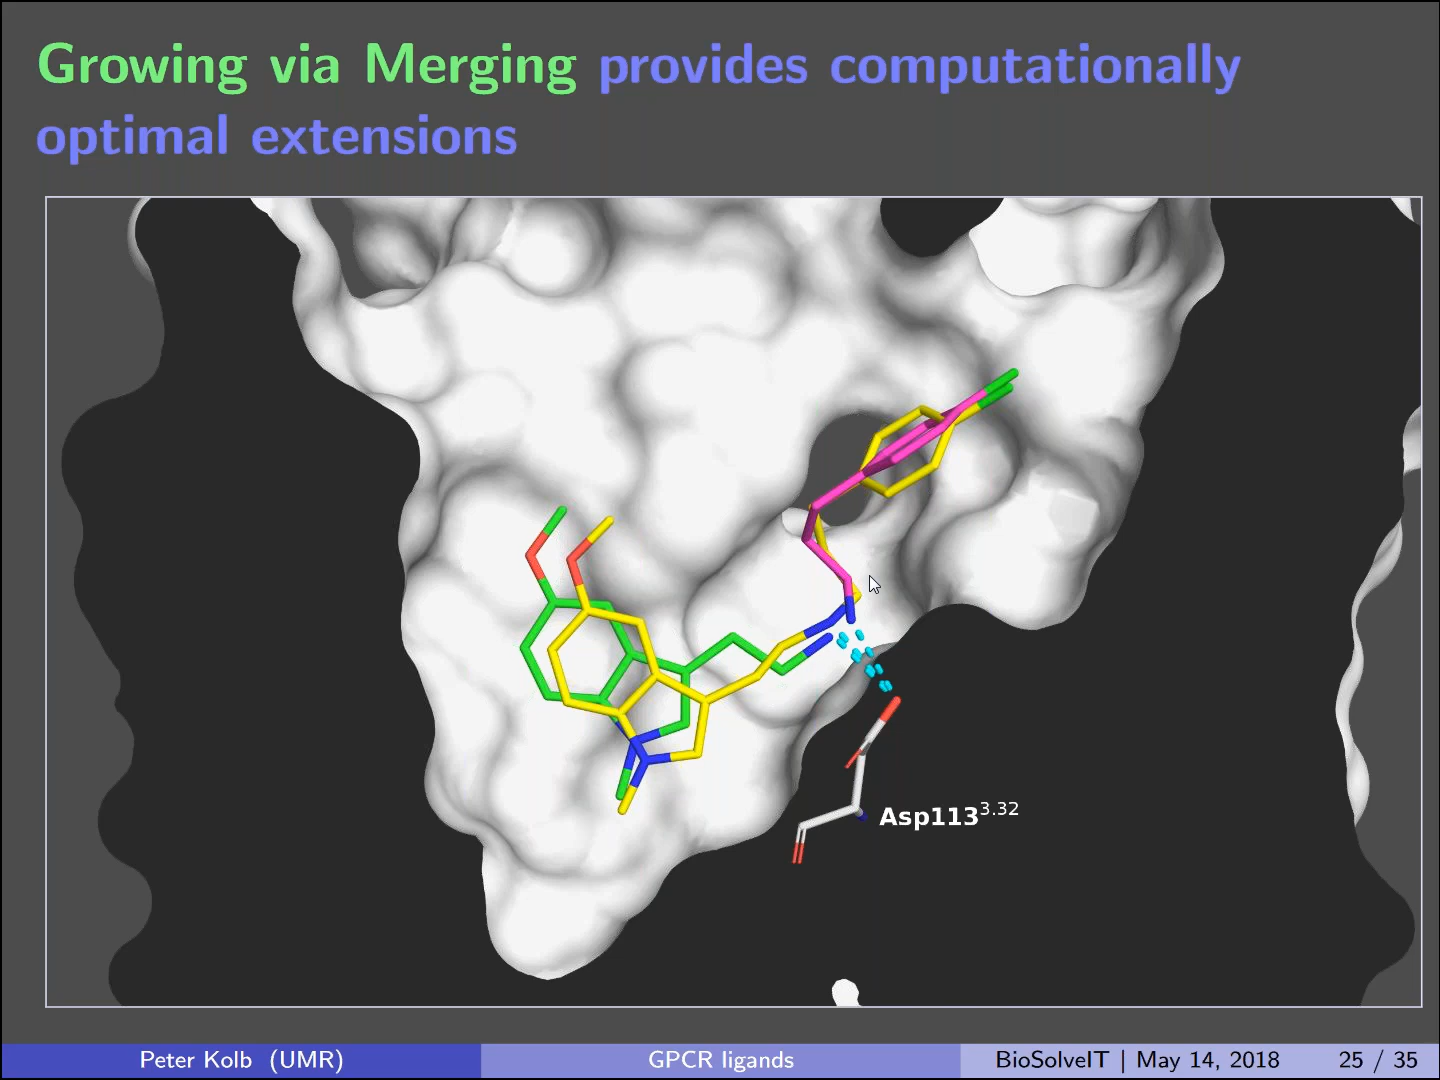 Growing via Merging provides computationally
optimal extensions
Asp113^3.32
Peter Kolb (UMR)
GPCR ligands
BioSolveIT | May 14, 2018
25 / 35